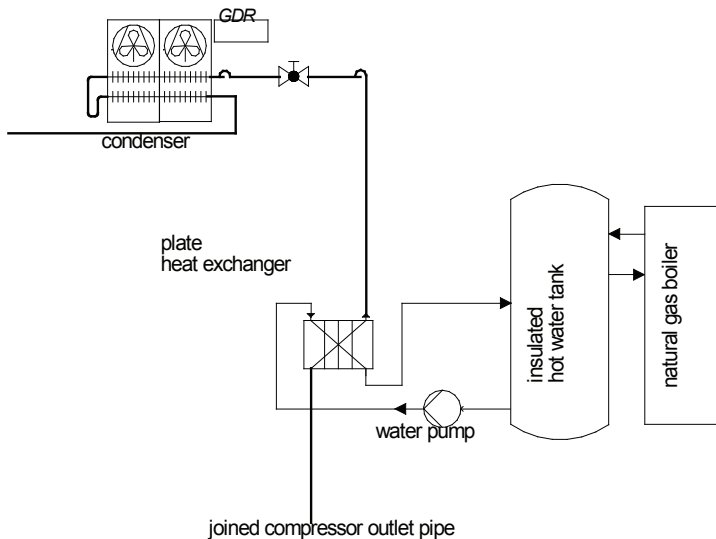 GDR
condenser
plate
heat exchanger
insulated
hot water tank
natural gas boiler
water pump
joined compressor outlet pipe